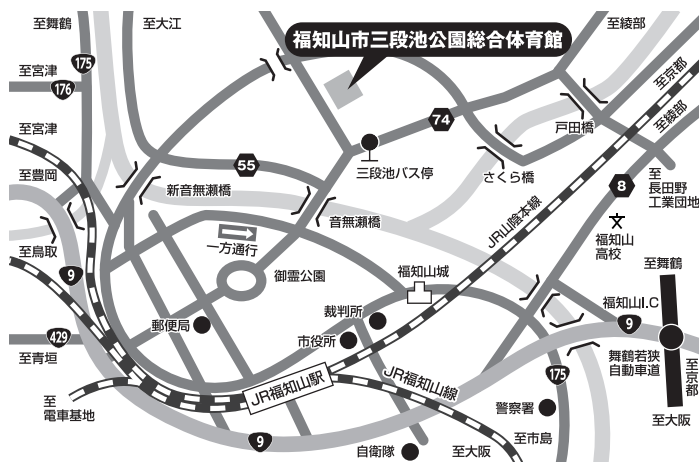 至舞鶴
至大江
福知山市三段池公園総合体育館
至綾部
至宮津
175
176
至京都
至綾部
至宮津
74
戸田橋
55
三段池バス停
さくら橋
至豊岡
新音無瀬橋
至
長田野
工業団地
8
音無瀬橋
JR山陰本線
一方通行
福知山
高校
至鳥取
9
御霊公園
福知山城
至舞鶴
福知山I.C
裁判所
9
郵便局
市役所
429
至青垣
舞鶴若狭
自動車道
至京都
JR福知山駅
JR福知山線
175
至
電車基地
警察署
至大阪
9
至市島
自衛隊
至大阪